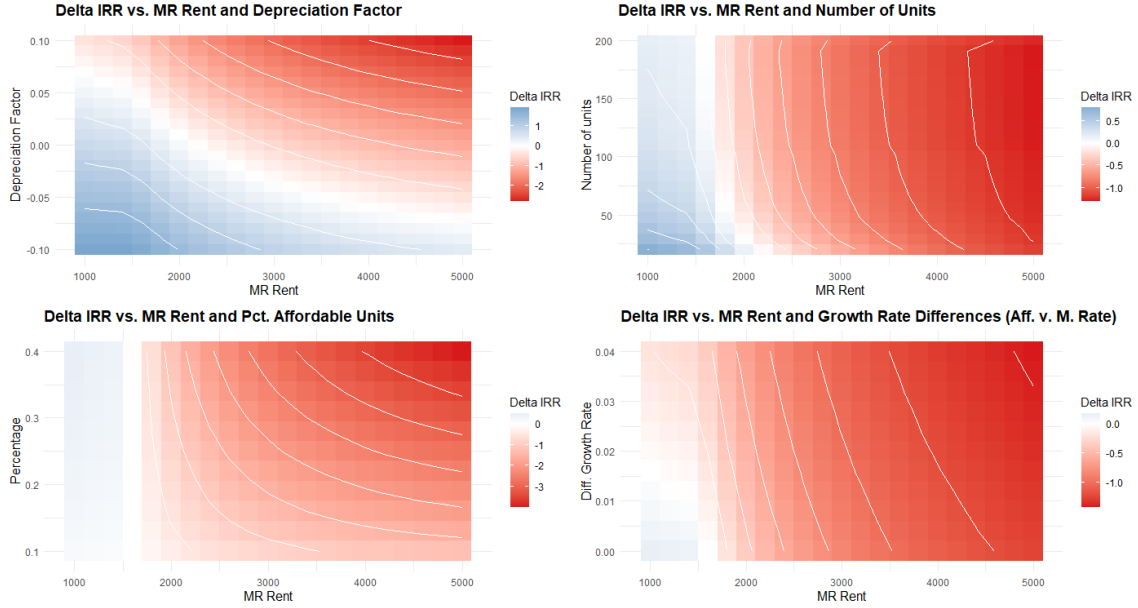 Delta IRR vs. MR Rent and Depreciation Factor
0.10
0.05
0.00
-0.05
-0.10
Depreciation Factor
1000 2000 3000 4000 5000
MR Rent
Delta IRR
1
0
-1
-2
Delta IRR vs. MR Rent and Number of Units
200
150
100
50
Number of units
1000 2000 3000 4000 5000
MR Rent
Delta IRR
0.5
0.0
-0.5
-1.0
Delta IRR vs. MR Rent and Pct. Affordable Units
0.4
0.3
0.2
0.1
Percentage
1000 2000 3000 4000 5000
MR Rent
Delta IRR
0
-1
-2
-3
Delta IRR vs. MR Rent and Growth Rate Differences (Aff. v. M. Rate)
0.04
0.03
0.02
0.01
0.00
Diff. Growth Rate
1000 2000 3000 4000 5000
MR Rent
Delta IRR
0.0
-0.5
-1.0